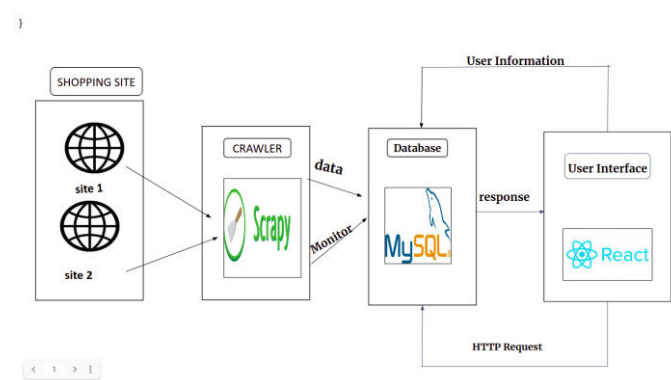 }
User Information
SHOPPING SITE
CRAWLER
data
Database
User Interface
site 1
Scrapy
response
Monitor
MySQL
React
site 2
HTTP Request
1